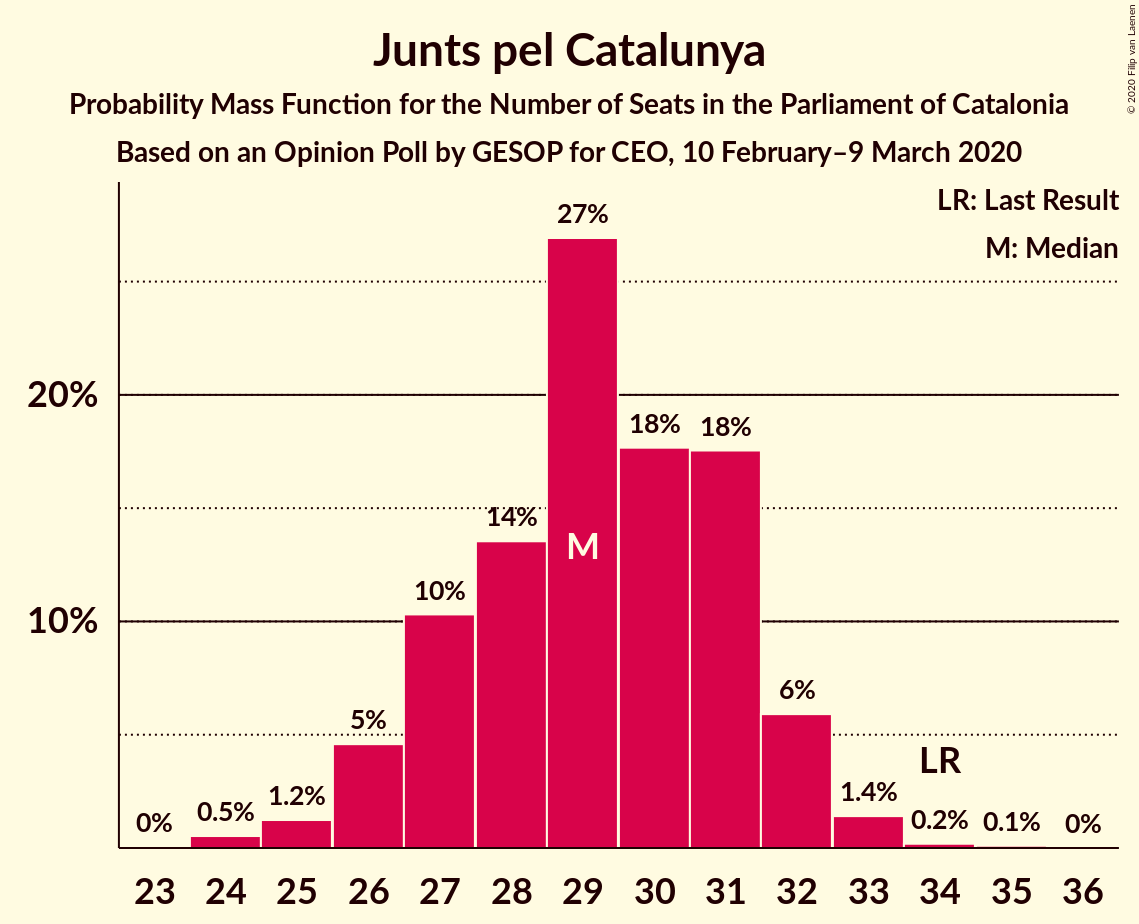 Junts pel Catalunya
Probability Mass Function for the Number of Seats in the Parliament of Catalonia
Based on an Opinion Poll by GESOP for CEO, 10 February–9 March 2020
© 2020 Filip van Laenen
LR: Last Result
M: Median
27%
20%
18%
18%
14%
M
10%
10%
6%
5%
LR
1.4%
1.2%
0.5%
0.2%
0.1%
0%
0%
23 24 25 26 27 28 29 30 31 32 33 34 35 36